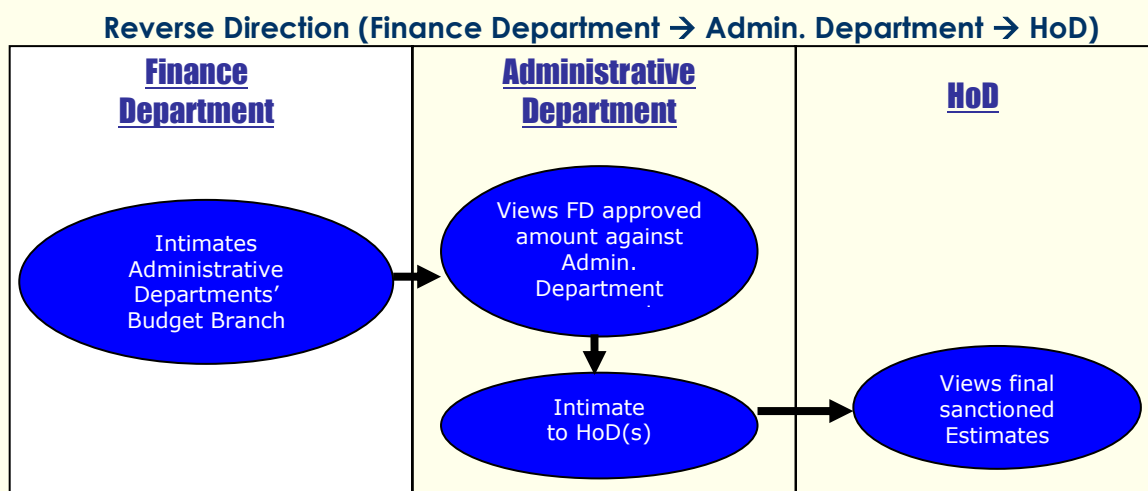 Reverse Direction (Finance Department → Admin. Department → HoD)
Finance
Department
Administrative
Department
HoD
Intimates
Administrative
Departments’
Budget Branch
Views FD approved
amount against
Admin.
Department
Intimate
to HoD(s)
Views final
sanctioned
Estimates